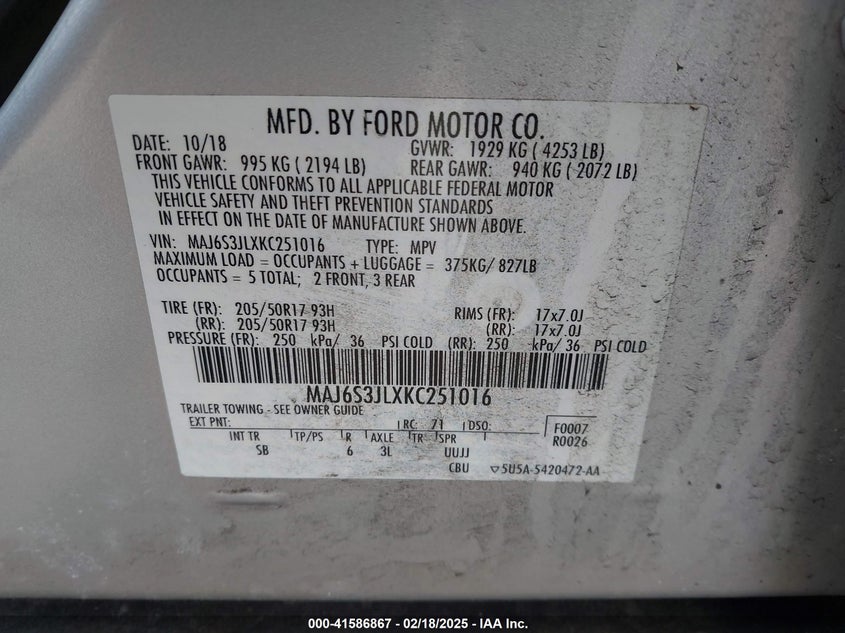 MFD. BY FORD MOTOR CO.
DATE: 10/18 GVWR: 1929 KG ( 4253 LB)
FRONT GAWR: 995 KG ( 2194 LB) REAR GAWR: 940 KG ( 2072 LB)
THIS VEHICLE CONFORMS TO ALL APPLICABLE FEDERAL MOTOR
VEHICLE SAFETY AND THEFT PREVENTION STANDARDS
IN EFFECT ON THE DATE OF MANUFACTURE SHOWN ABOVE.
VIN: MAJ6S3JLXKC251016 TYPE: MPV
MAXIMUM LOAD = OCCUPANTS + LUGGAGE = 375KG/ 827LB
OCCUPANTS = 5 TOTAL; 2 FRONT, 3 REAR
TIRE (FR): 205/50R17 93H RIMS (FR): 17x7.0J
(RR): 205/50R17 93H (RR): 17x7.0J
PRESSURE (FR): 250 kPa/ 36 PSI COLD (RR): 250 kPa/ 36 PSI COLD
MAJ6S3JLXKC251016
TRAILER TOWING - SEE OWNER GUIDE
EXT PNT: RC: 71 DSO: F0007
INT TR TP/PS R AXLE TR SPR R0026
SB 6 3L UUJJ
CBU ▽5U5A-5420472-AA
000-41586867 - 02/18/2025 - IAA Inc.